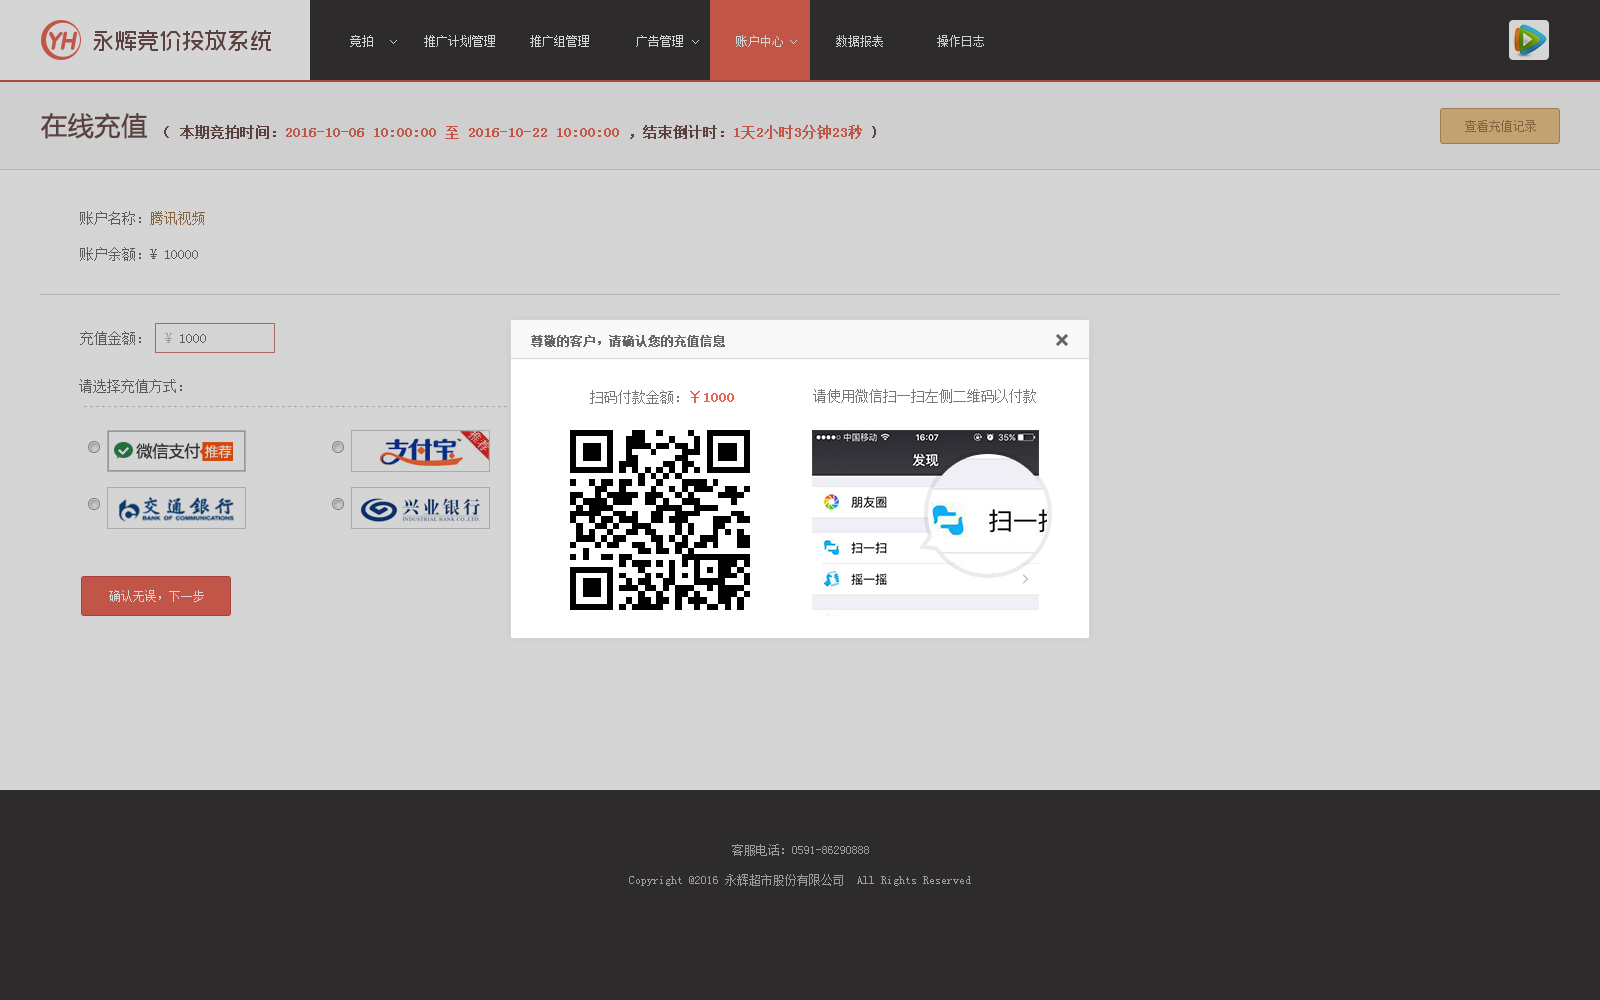 YH 永辉竞价投放系统
竞拍 推广计划管理 推广组管理 广告管理 账户中心 数据报表 操作日志
在线充值 （ 本期竞拍时间：2016-10-06 10:00:00 至 2016-10-22 10:00:00 ，结束倒计时：1天2小时3分钟23秒 ）
查看充值记录
账户名称：腾讯视频
账户余额：¥ 10000
充值金额： ¥ 1000
请选择充值方式：
微信支付 推荐
支付宝 推荐
交通银行
BANK OF COMMUNICATIONS
兴业银行
INDUSTRIAL BANK CO.,LTD.
确认无误，下一步
尊敬的客户，请确认您的充值信息
扫码付款金额：￥1000
请使用微信扫一扫左侧二维码以付款
中国移动 16:07 35%
发现
朋友圈
扫一扫
扫一扫
摇一摇
客服电话：0591-86290888
Copyright @2016 永辉超市股份有限公司 All Rights Reserved